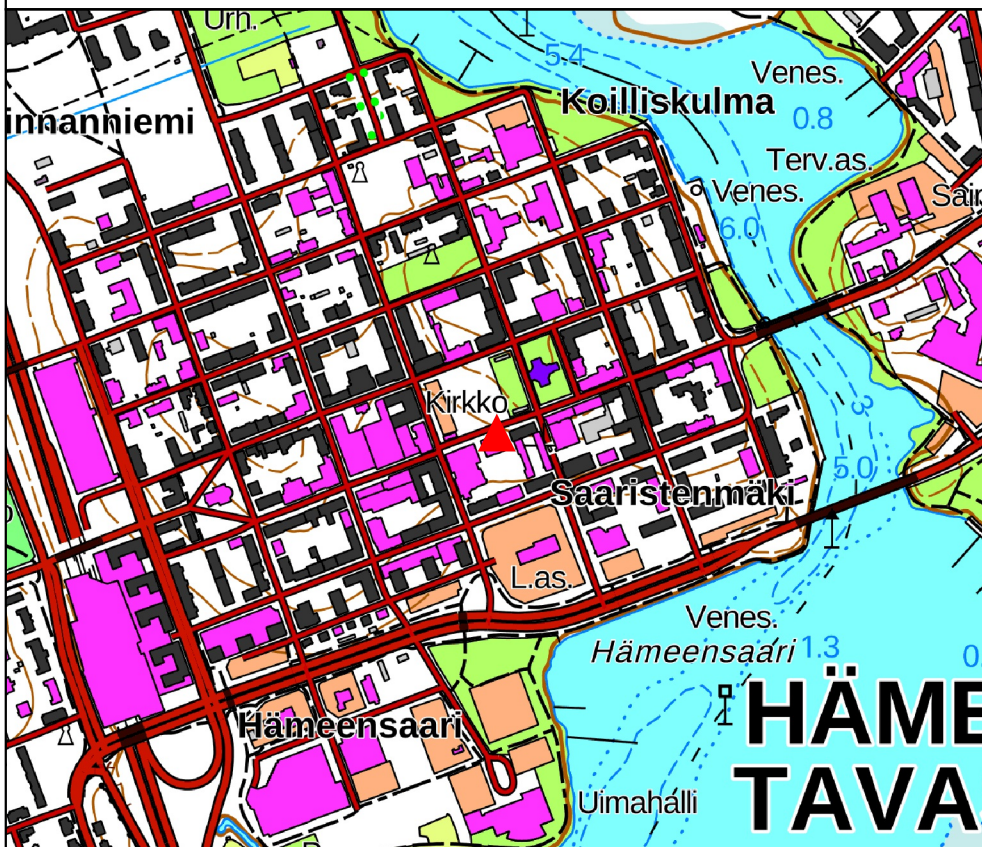 Urh.
5.4
Venes.
Koilliskulma
0.8
innanniemi
Terv.as.
Venes.
Sair
6.0
Kirkko
3
5.0
Saaristenmäki
L.as.
Venes.
Hämeensaari
1.3
0.
HÄME
Hämeensaari
TAVA
Uimahalli